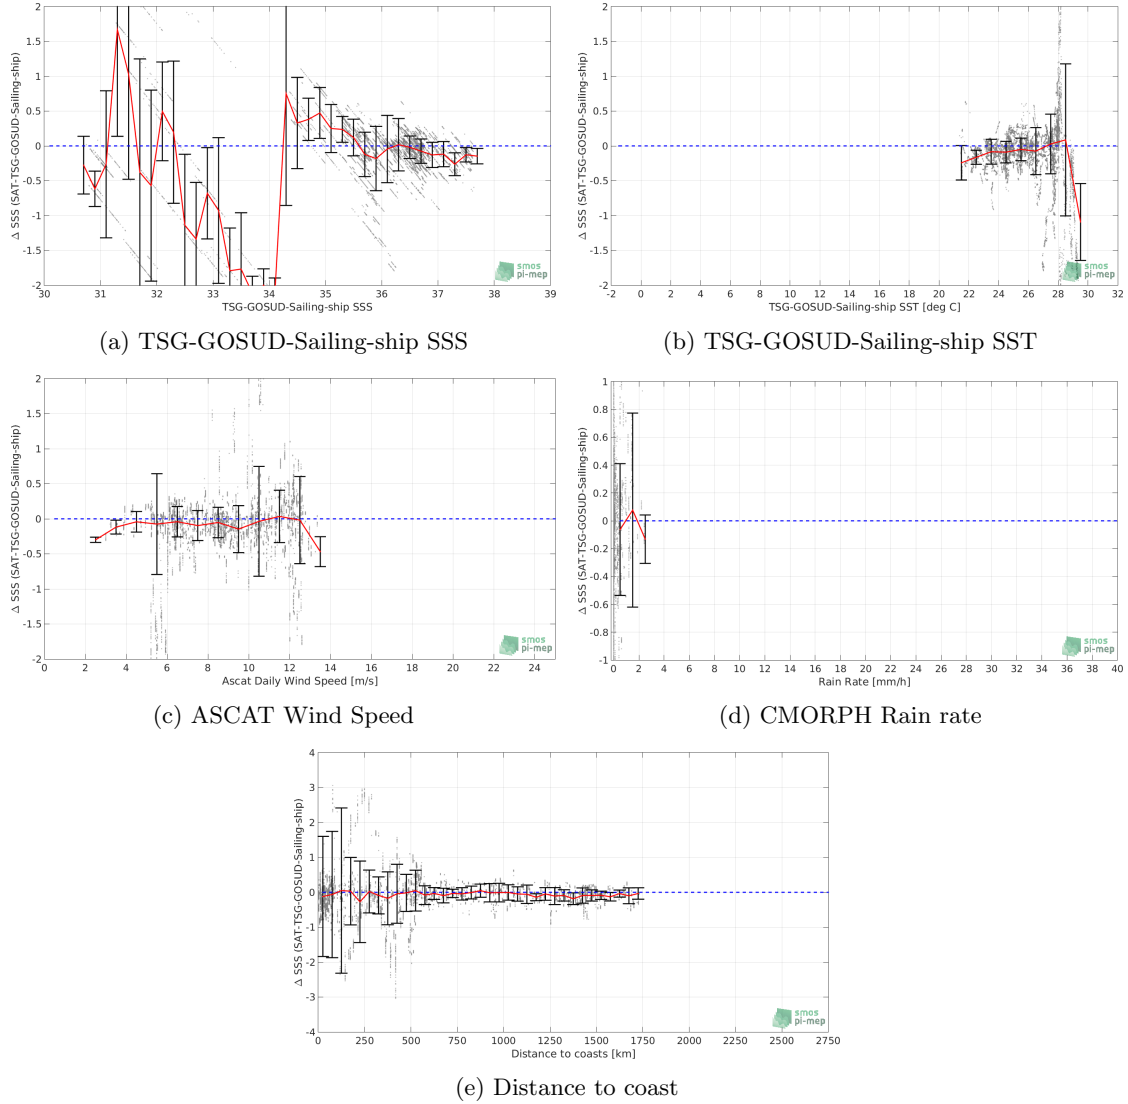 2
1.5
1
0.5
0
-0.5
-1
-1.5
-2
Δ SSS (SAT-TSG-GOSUD-Sailing-ship)
30 31 32 33 34 35 36 37 38 39
TSG-GOSUD-Sailing-ship SSS
smos
pi-mep
(a) TSG-GOSUD-Sailing-ship SSS
2
1.5
1
0.5
0
-0.5
-1
-1.5
-2
Δ SSS (SAT-TSG-GOSUD-Sailing-ship)
-2 0 2 4 6 8 10 12 14 16 18 20 22 24 26 28 30 32
TSG-GOSUD-Sailing-ship SST [deg C]
smos
pi-mep
(b) TSG-GOSUD-Sailing-ship SST
2
1.5
1
0.5
0
-0.5
-1
-1.5
-2
Δ SSS (SAT-TSG-GOSUD-Sailing-ship)
0 2 4 6 8 10 12 14 16 18 20 22 24
Ascat Daily Wind Speed [m/s]
smos
pi-mep
(c) ASCAT Wind Speed
1
0.8
0.6
0.4
0.2
0
-0.2
-0.4
-0.6
-0.8
-1
Δ SSS (SAT-TSG-GOSUD-Sailing-ship)
0 2 4 6 8 10 12 14 16 18 20 22 24 26 28 30 32 34 36 38 40
Rain Rate [mm/h]
smos
pi-mep
(d) CMORPH Rain rate
4
3
2
1
0
-1
-2
-3
-4
Δ SSS (SAT-TSG-GOSUD-Sailing-ship)
0 250 500 750 1000 1250 1500 1750 2000 2250 2500 2750
Distance to coasts [km]
smos
pi-mep
(e) Distance to coast